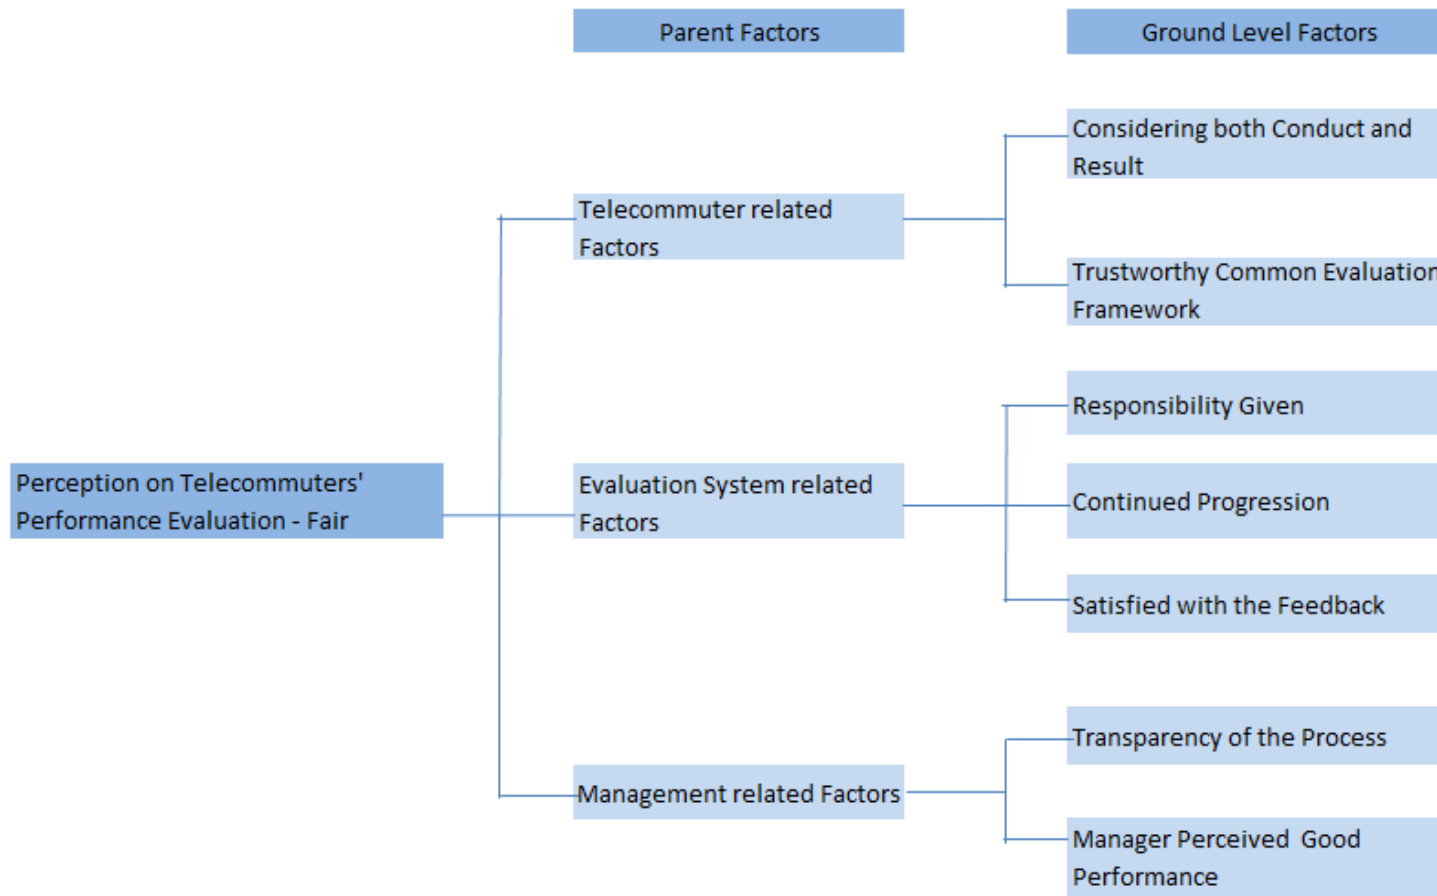 Parent Factors
Ground Level Factors
Considering both Conduct and
Result
Telecommuter related
Factors
Trustworthy Common Evaluation
Framework
Responsibility Given
Perception on Telecommuters'
Performance Evaluation - Fair
Evaluation System related
Factors
Continued Progression
Satisfied with the Feedback
Transparency of the Process
Management related Factors
Manager Perceived  Good
Performance